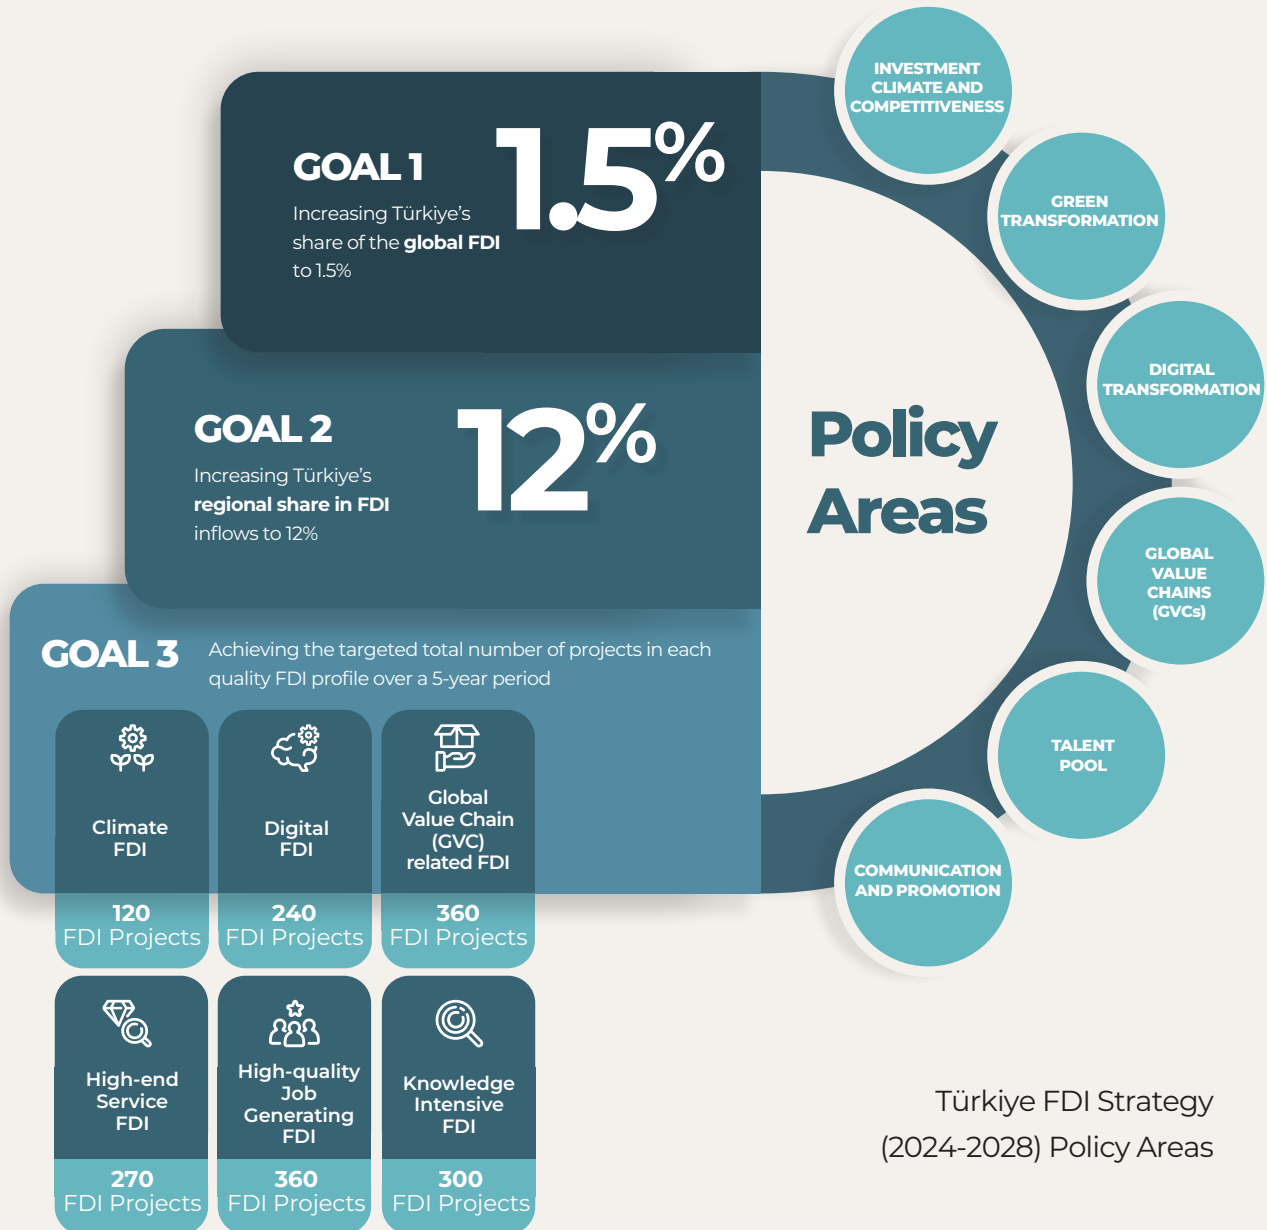 GOAL 1
1.5%
Increasing Türkiye's
share of the global FDI
to 1.5%
GOAL 2
12%
Increasing Türkiye's
regional share in FDI
inflows to 12%
GOAL 3
Achieving the targeted total number of projects in each
quality FDI profile over a 5-year period
Climate
FDI
120
FDI Projects
Digital
FDI
240
FDI Projects
Global
Value Chain
(GVC)
related FDI
360
FDI Projects
High-end
Service
FDI
270
FDI Projects
High-quality
Job
Generating
FDI
360
FDI Projects
Knowledge
Intensive
FDI
300
FDI Projects
Policy
Areas
INVESTMENT
CLIMATE AND
COMPETITIVENESS
GREEN
TRANSFORMATION
DIGITAL
TRANSFORMATION
GLOBAL
VALUE
CHAINS
(GVCs)
TALENT
POOL
COMMUNICATION
AND PROMOTION
Türkiye FDI Strategy
(2024-2028) Policy Areas